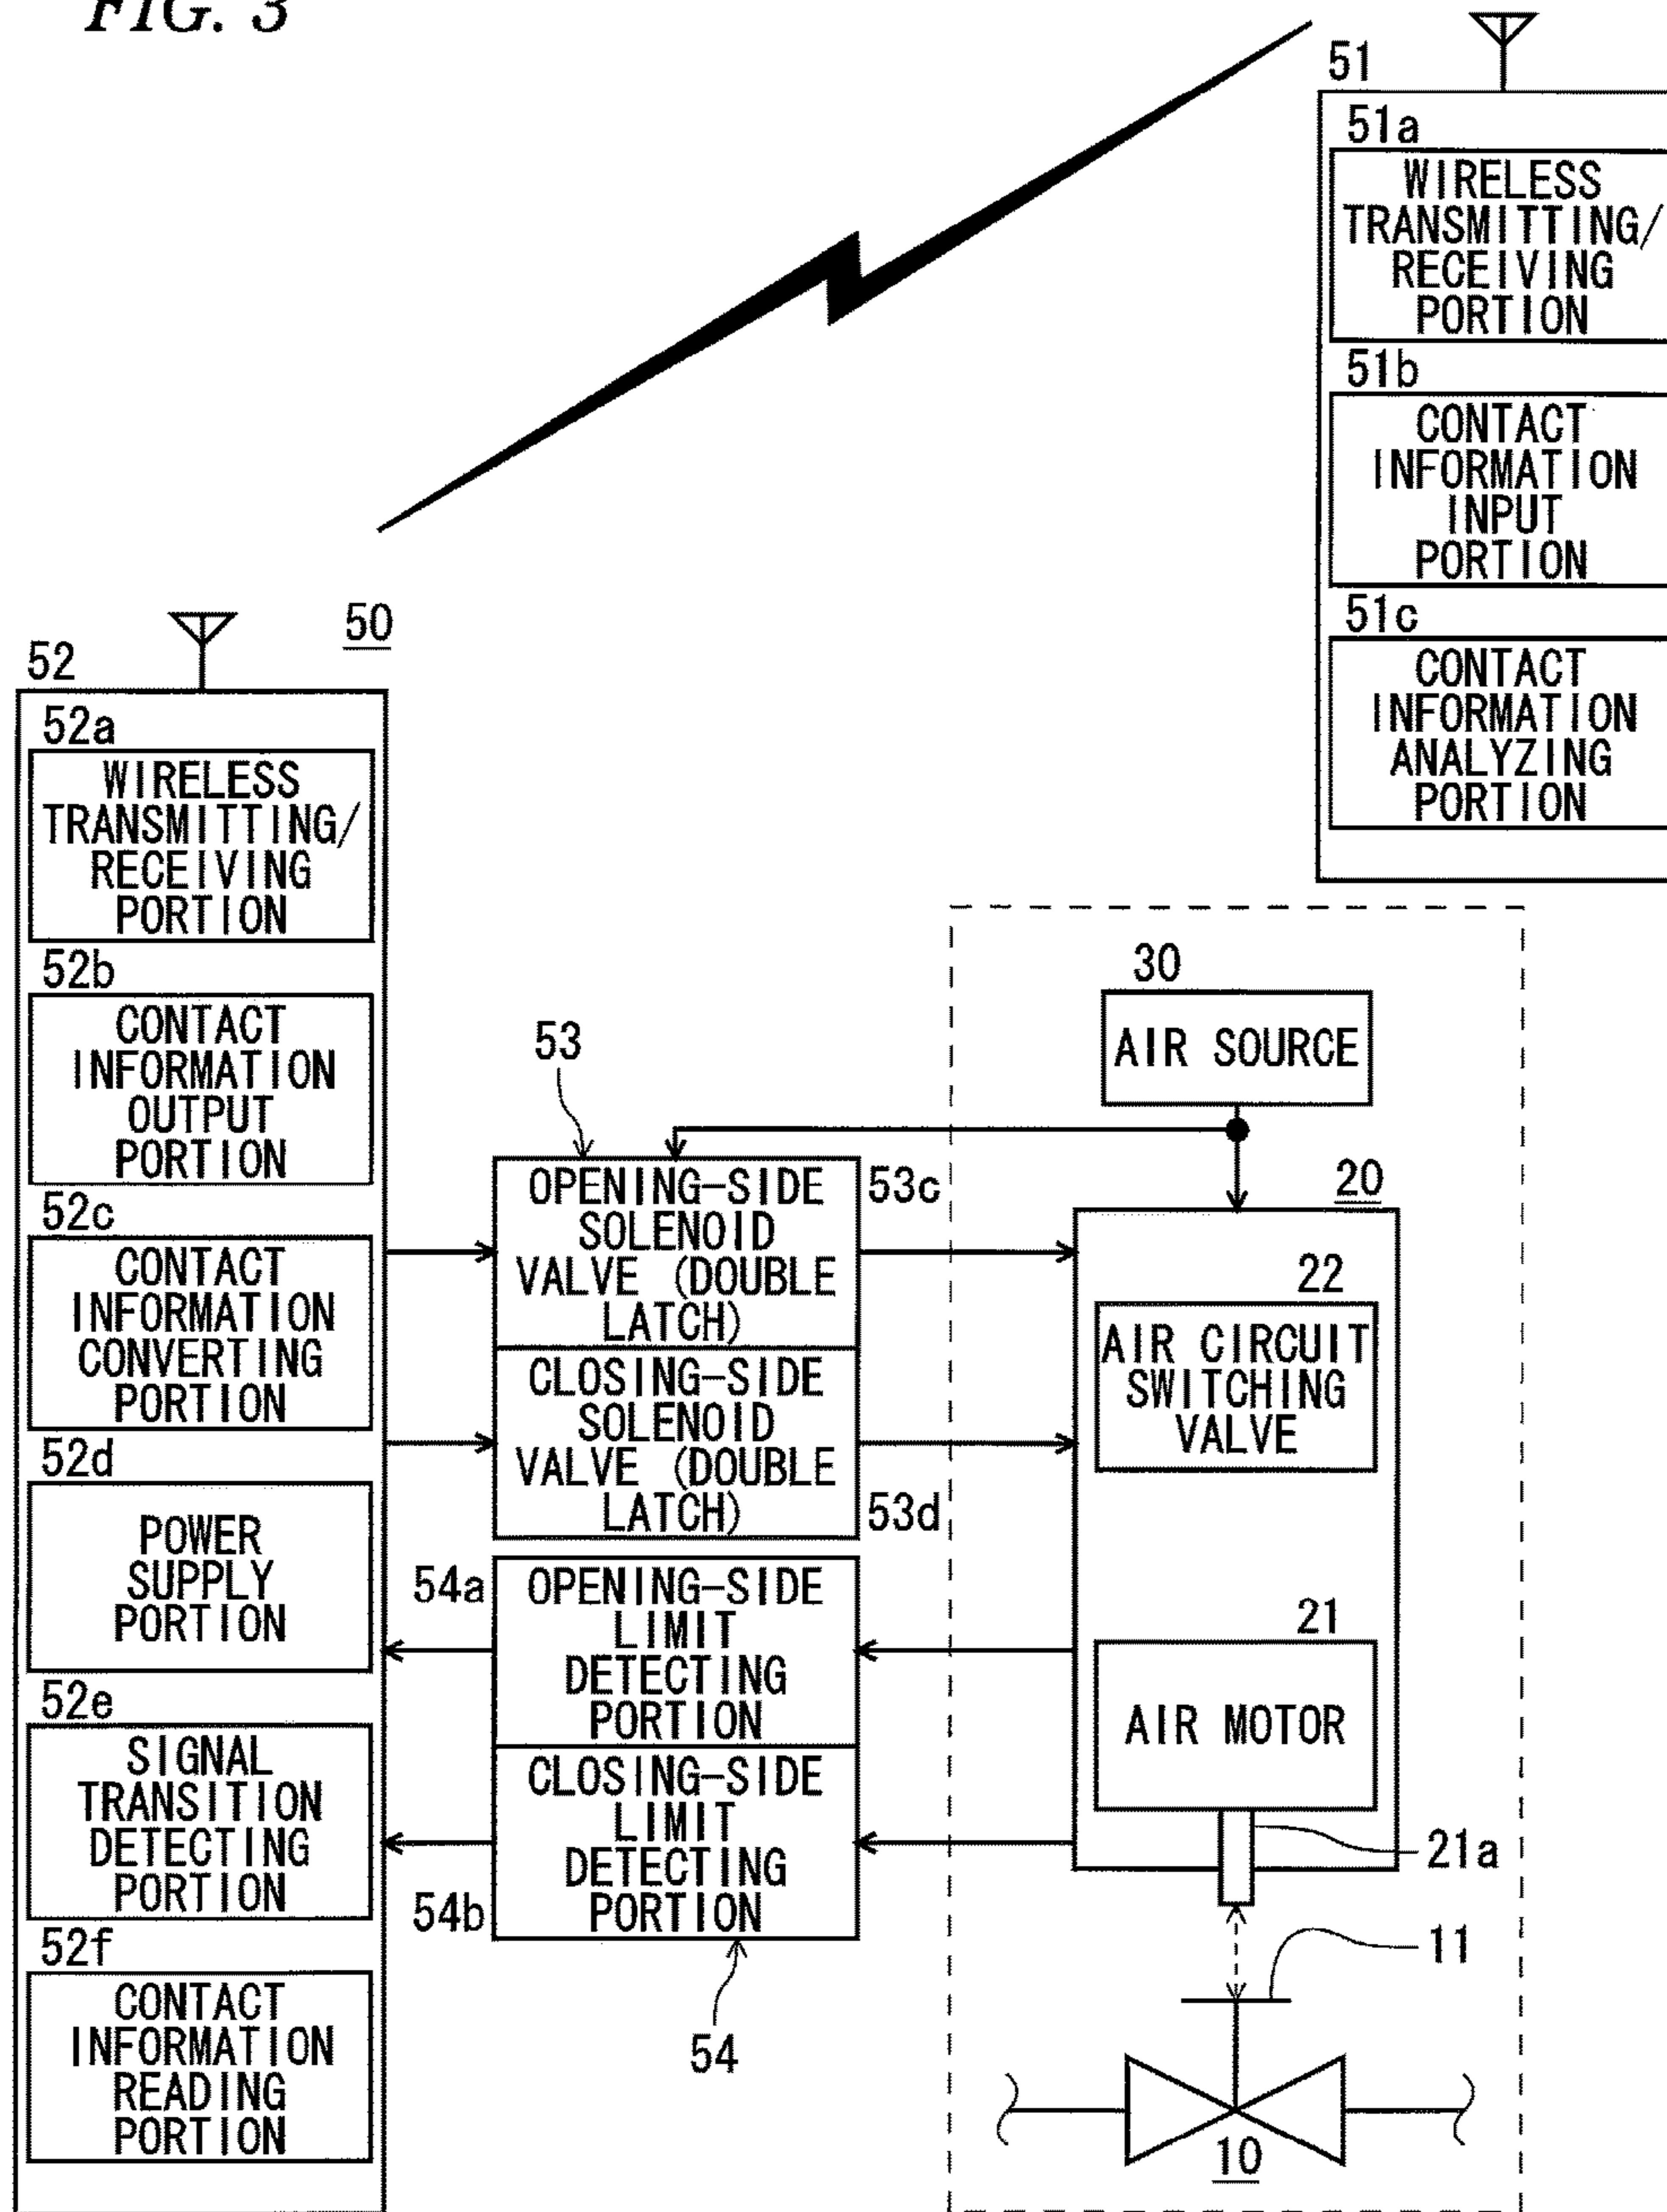 FIG. 3
51
51a
WIRELESS
TRANSMITTING/
RECEIVING
PORTION
51b
CONTACT
INFORMATION
INPUT
PORTION
51c
CONTACT
INFORMATION
ANALYZING
PORTION
50
52
52a
WIRELESS
TRANSMITTING/
RECEIVING
PORTION
52b
CONTACT
INFORMATION
OUTPUT
PORTION
52c
CONTACT
INFORMATION
CONVERTING
PORTION
52d
POWER
SUPPLY
PORTION
52e
SIGNAL
TRANSITION
DETECTING
PORTION
52f
CONTACT
INFORMATION
READING
PORTION
53
OPENING-SIDE
SOLENOID
VALVE (DOUBLE
LATCH)
53c
CLOSING-SIDE
SOLENOID
VALVE (DOUBLE
LATCH)
53d
54a
OPENING-SIDE
LIMIT
DETECTING
PORTION
CLOSING-SIDE
LIMIT
DETECTING
PORTION
54b
54
30
AIR SOURCE
20
22
AIR CIRCUIT
SWITCHING
VALVE
21
AIR MOTOR
21a
11
10